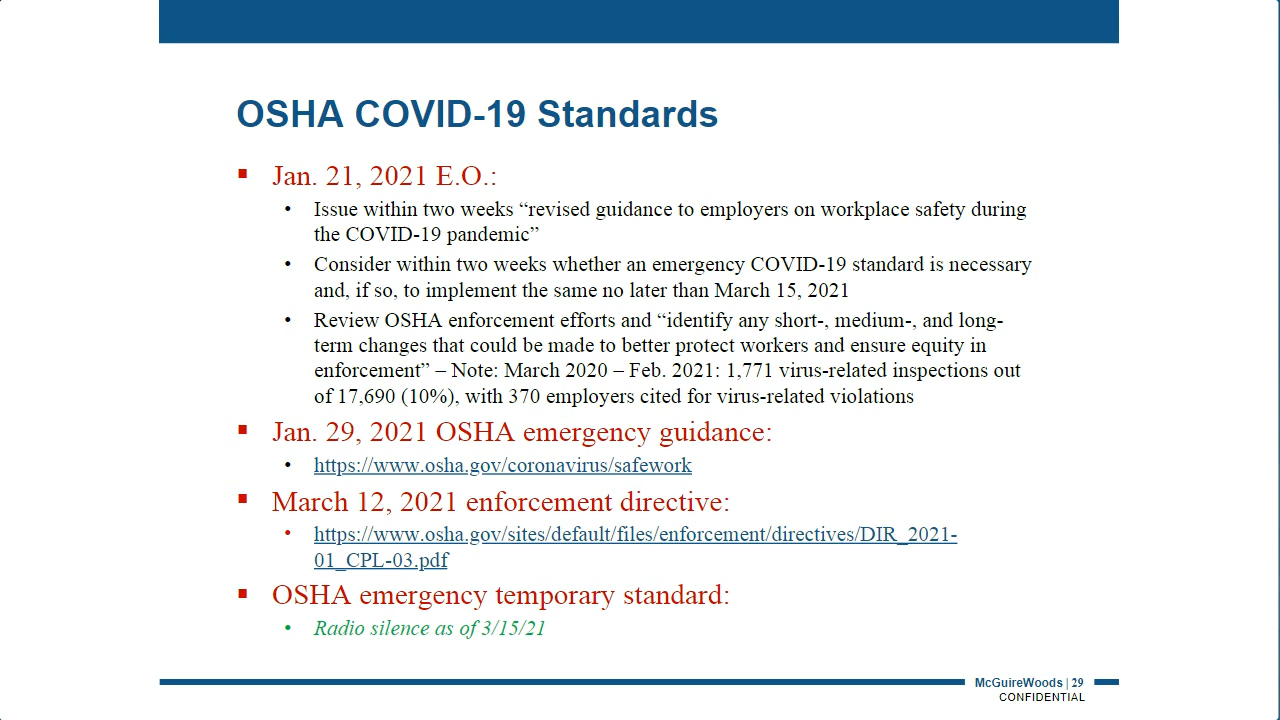 OSHA COVID-19 Standards
▪ Jan. 21, 2021 E.O.:
• Issue within two weeks “revised guidance to employers on workplace safety during
the COVID-19 pandemic”
• Consider within two weeks whether an emergency COVID-19 standard is necessary
and, if so, to implement the same no later than March 15, 2021
• Review OSHA enforcement efforts and “identify any short-, medium-, and long-
term changes that could be made to better protect workers and ensure equity in
enforcement” – Note: March 2020 – Feb. 2021: 1,771 virus-related inspections out
of 17,690 (10%), with 370 employers cited for virus-related violations
▪ Jan. 29, 2021 OSHA emergency guidance:
• https://www.osha.gov/coronavirus/safework
▪ March 12, 2021 enforcement directive:
• https://www.osha.gov/sites/default/files/enforcement/directives/DIR_2021-
01_CPL-03.pdf
▪ OSHA emergency temporary standard:
• Radio silence as of 3/15/21
McGuireWoods | 29
CONFIDENTIAL